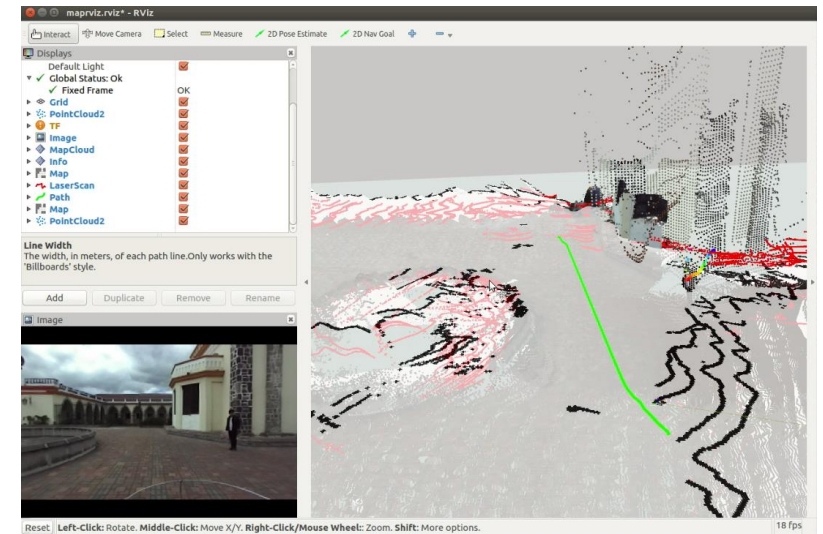 maprviz.rviz* - RViz
Interact Move Camera Select Measure 2D Pose Estimate 2D Nav Goal
Displays
Default Light
Global Status: Ok
Fixed Frame OK
Grid
PointCloud2
TF
Image
MapCloud
Info
Map
LaserScan
Path
Map
PointCloud2
Line Width
The width, in meters, of each path line.Only works with the
'Billboards' style.
Add Duplicate Remove Rename
Image
Reset Left-Click: Rotate. Middle-Click: Move X/Y. Right-Click/Mouse Wheel:: Zoom. Shift: More options. 18 fps